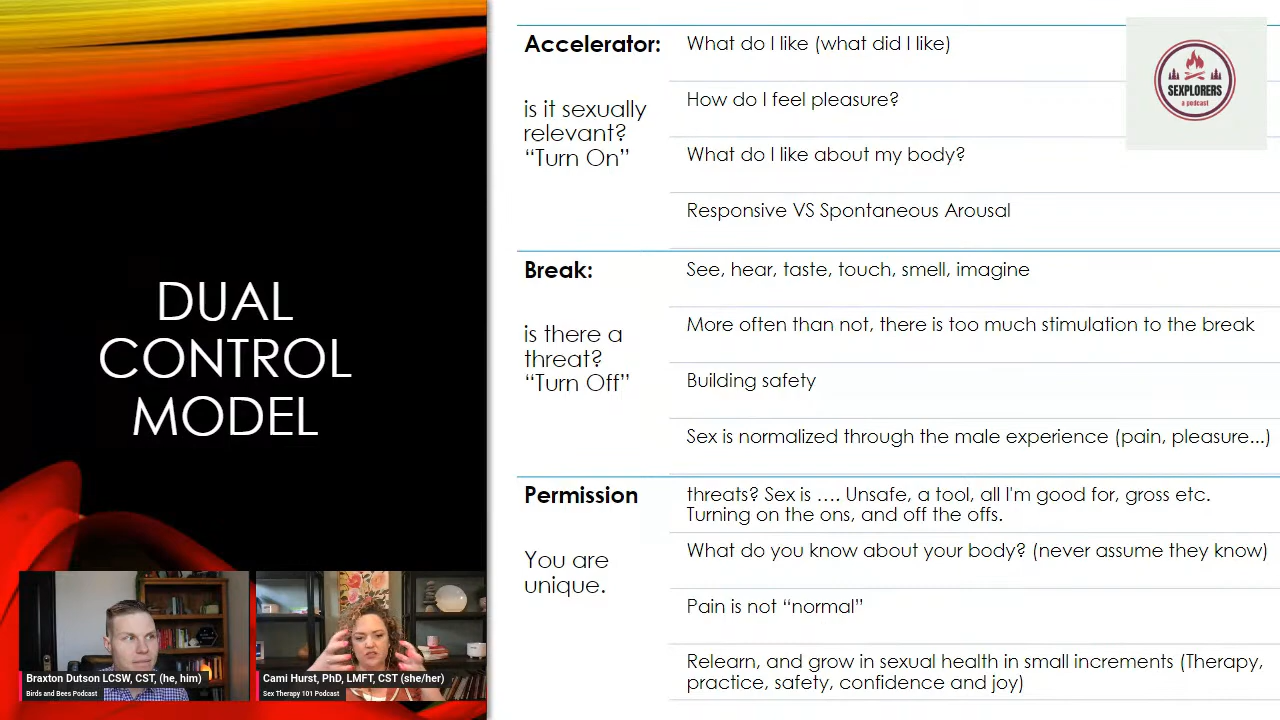 DUAL
CONTROL
MODEL
Accelerator:
is it sexually
relevant?
“Turn On”
What do I like (what did I like)
How do I feel pleasure?
What do I like about my body?
Responsive VS Spontaneous Arousal
Break:
is there a
threat?
“Turn Off”
See, hear, taste, touch, smell, imagine
More often than not, there is too much stimulation to the break
Building safety
Sex is normalized through the male experience (pain, pleasure...)
Permission
You are
unique.
threats? Sex is …. Unsafe, a tool, all I'm good for, gross etc.
Turning on the ons, and off the offs.
What do you know about your body? (never assume they know)
Pain is not “normal”
Relearn, and grow in sexual health in small increments (Therapy,
practice, safety, confidence and joy)
SEXPLORERS
a podcast
Braxton Dutson LCSW, CST, (he, him)
Birds and Bees Podcast
Cami Hurst, PhD, LMFT, CST (she/her)
Sex Therapy 101 Podcast